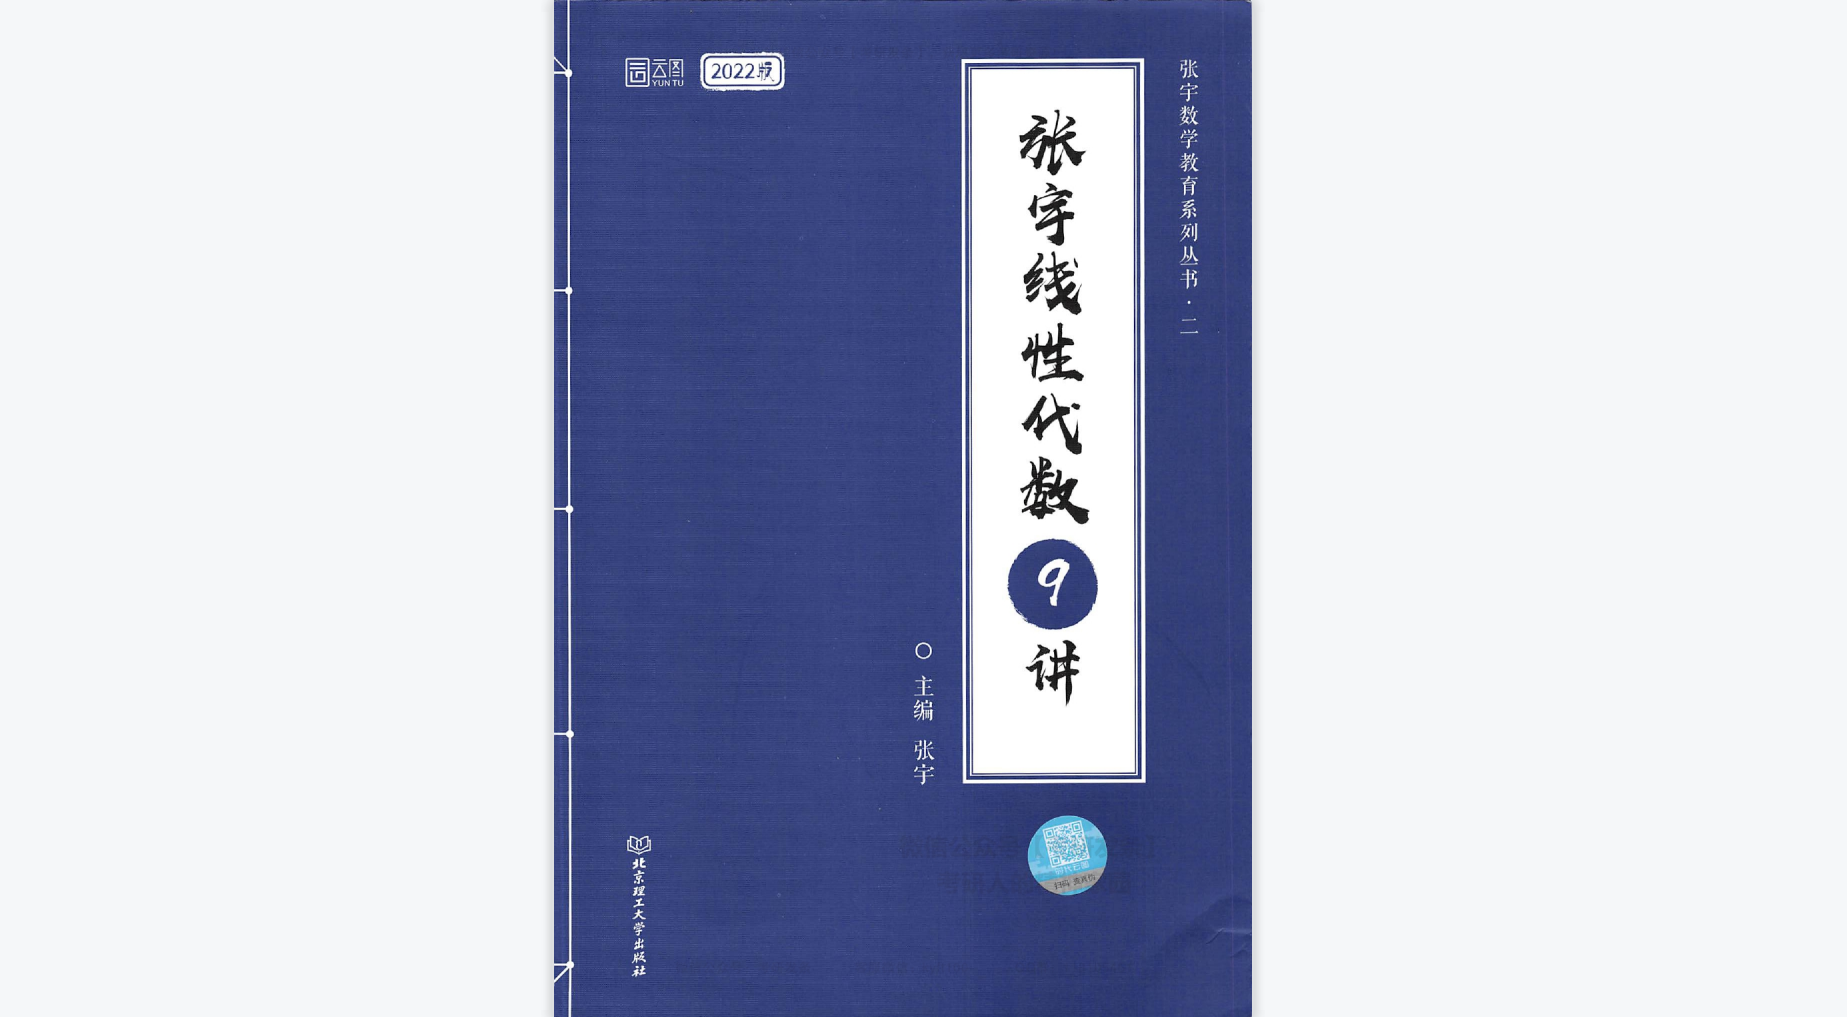 云图
YUN TU
2022版
张宇数学教育系列丛书·二
张宇线性代数9讲
主编 张宇
北京理工大学出版社